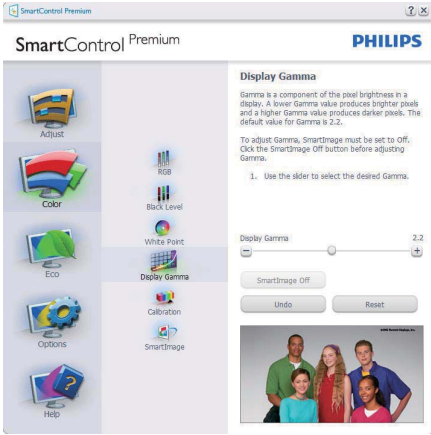 SmartControl Premium
SmartControl Premium
PHILIPS
Adjust
Color
Eco
Options
Help
RGB
Black Level
White Point
Display Gamma
Calibration
SmartImage
Display Gamma
Gamma is a component of the pixel brightness in a
display. A lower Gamma value produces brighter pixels
and a higher Gamma value produces darker pixels. The
default value for Gamma is 2.2.
To adjust Gamma, SmartImage must be set to Off.
Click the SmartImage Off button before adjusting
Gamma.
1. Use the slider to select the desired Gamma.
Display Gamma 2.2
SmartImage Off
Undo Reset